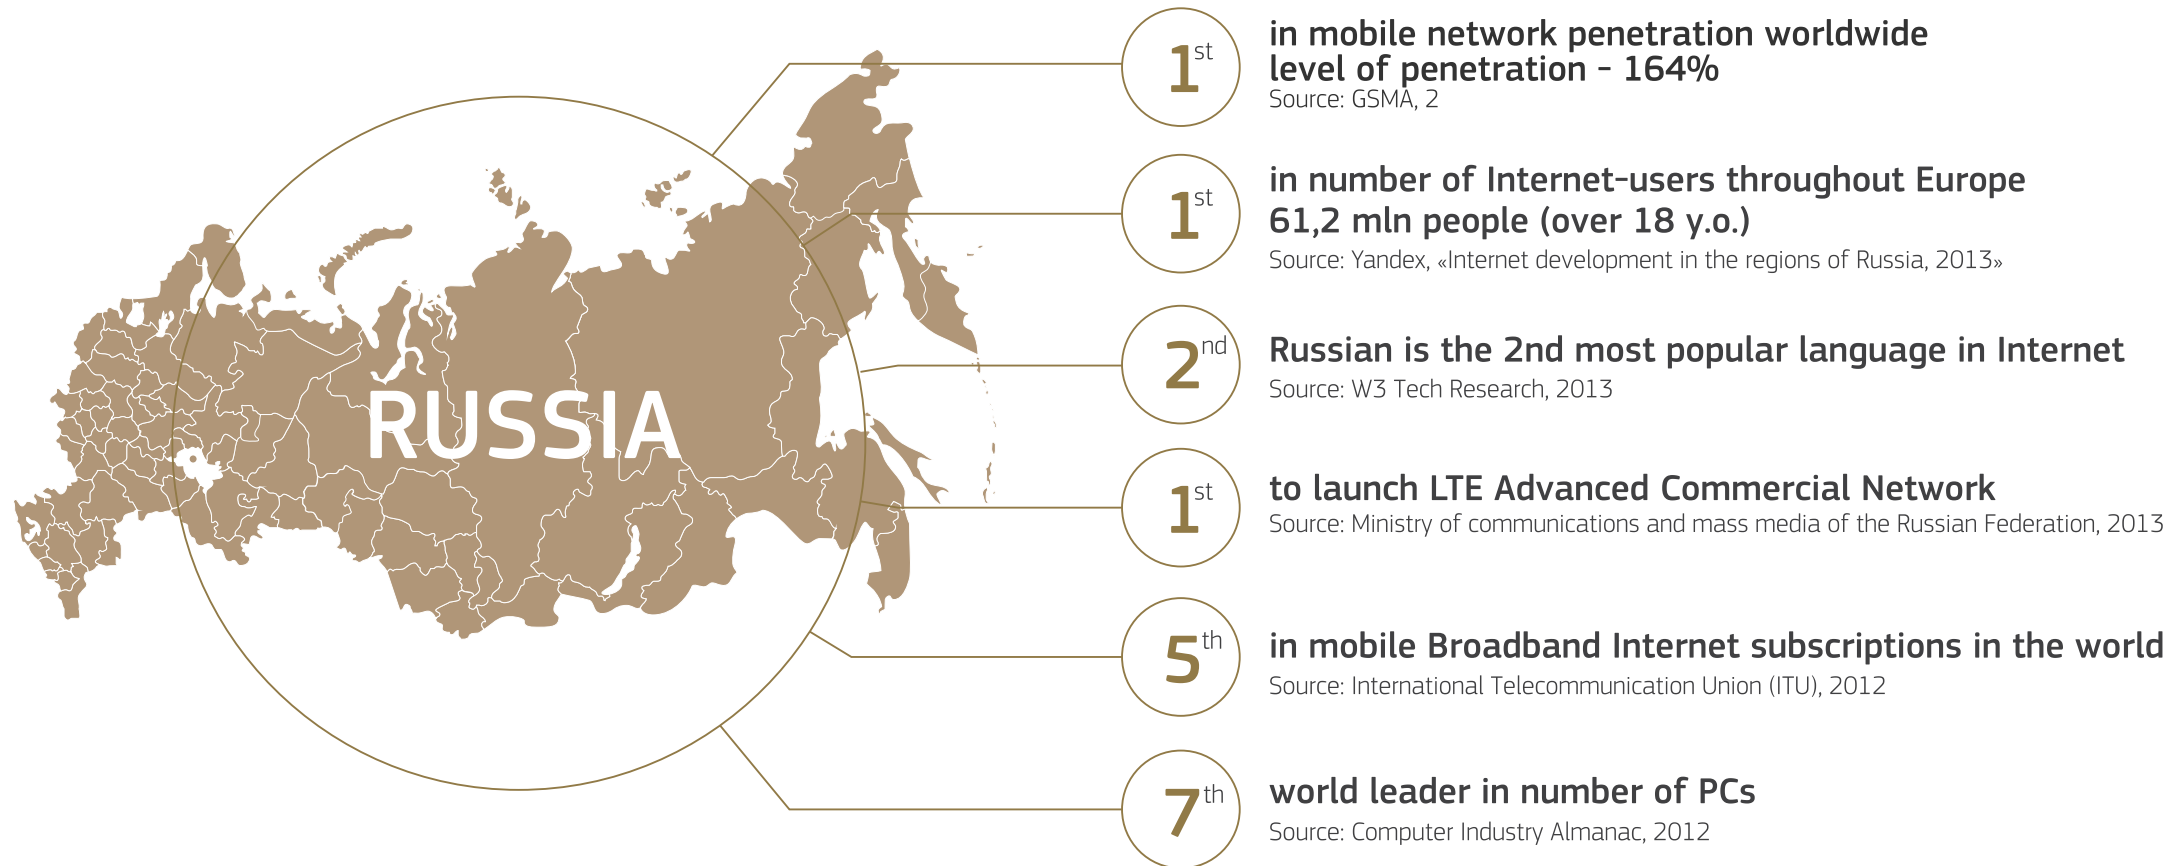 RUSSIA
1st
in mobile network penetration worldwide
level of penetration - 164%
Source: GSMA, 2
1st
in number of Internet-users throughout Europe
61,2 mln people (over 18 y.o.)
Source: Yandex, «Internet development in the regions of Russia, 2013»
2nd
Russian is the 2nd most popular language in Internet
Source: W3 Tech Research, 2013
1st
to launch LTE Advanced Commercial Network
Source: Ministry of communications and mass media of the Russian Federation, 2013
5th
in mobile Broadband Internet subscriptions in the world
Source: International Telecommunication Union (ITU), 2012
7th
world leader in number of PCs
Source: Computer Industry Almanac, 2012